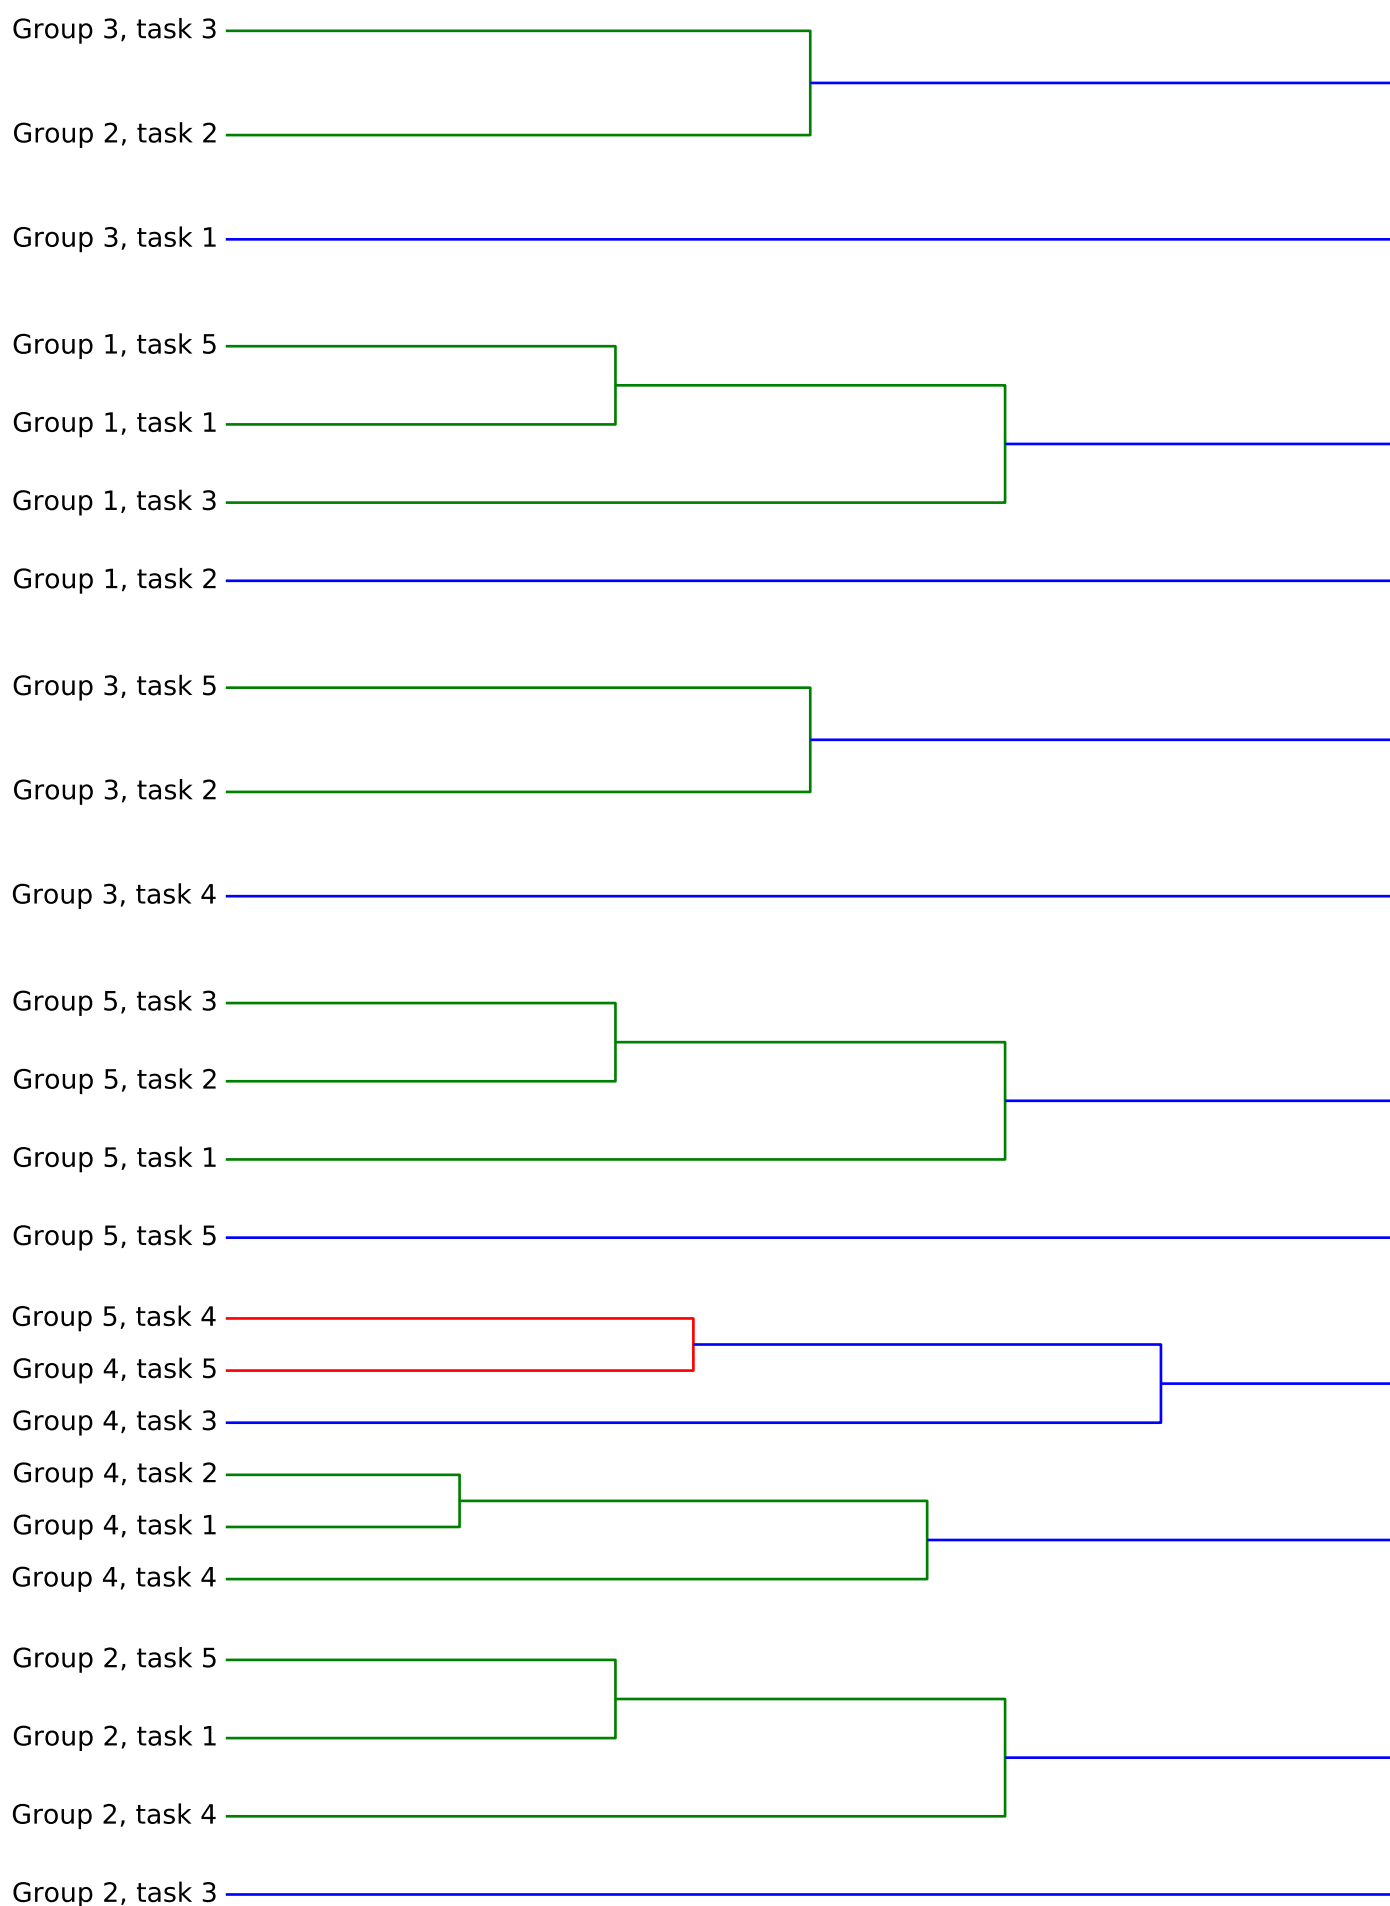 Group 3, task 3
Group 2, task 2
Group 3, task 1
Group 1, task 5
Group 1, task 1
Group 1, task 3
Group 1, task 2
Group 3, task 5
Group 3, task 2
Group 3, task 4
Group 5, task 3
Group 5, task 2
Group 5, task 1
Group 5, task 5
Group 5, task 4
Group 4, task 5
Group 4, task 3
Group 4, task 2
Group 4, task 1
Group 4, task 4
Group 2, task 5
Group 2, task 1
Group 2, task 4
Group 2, task 3